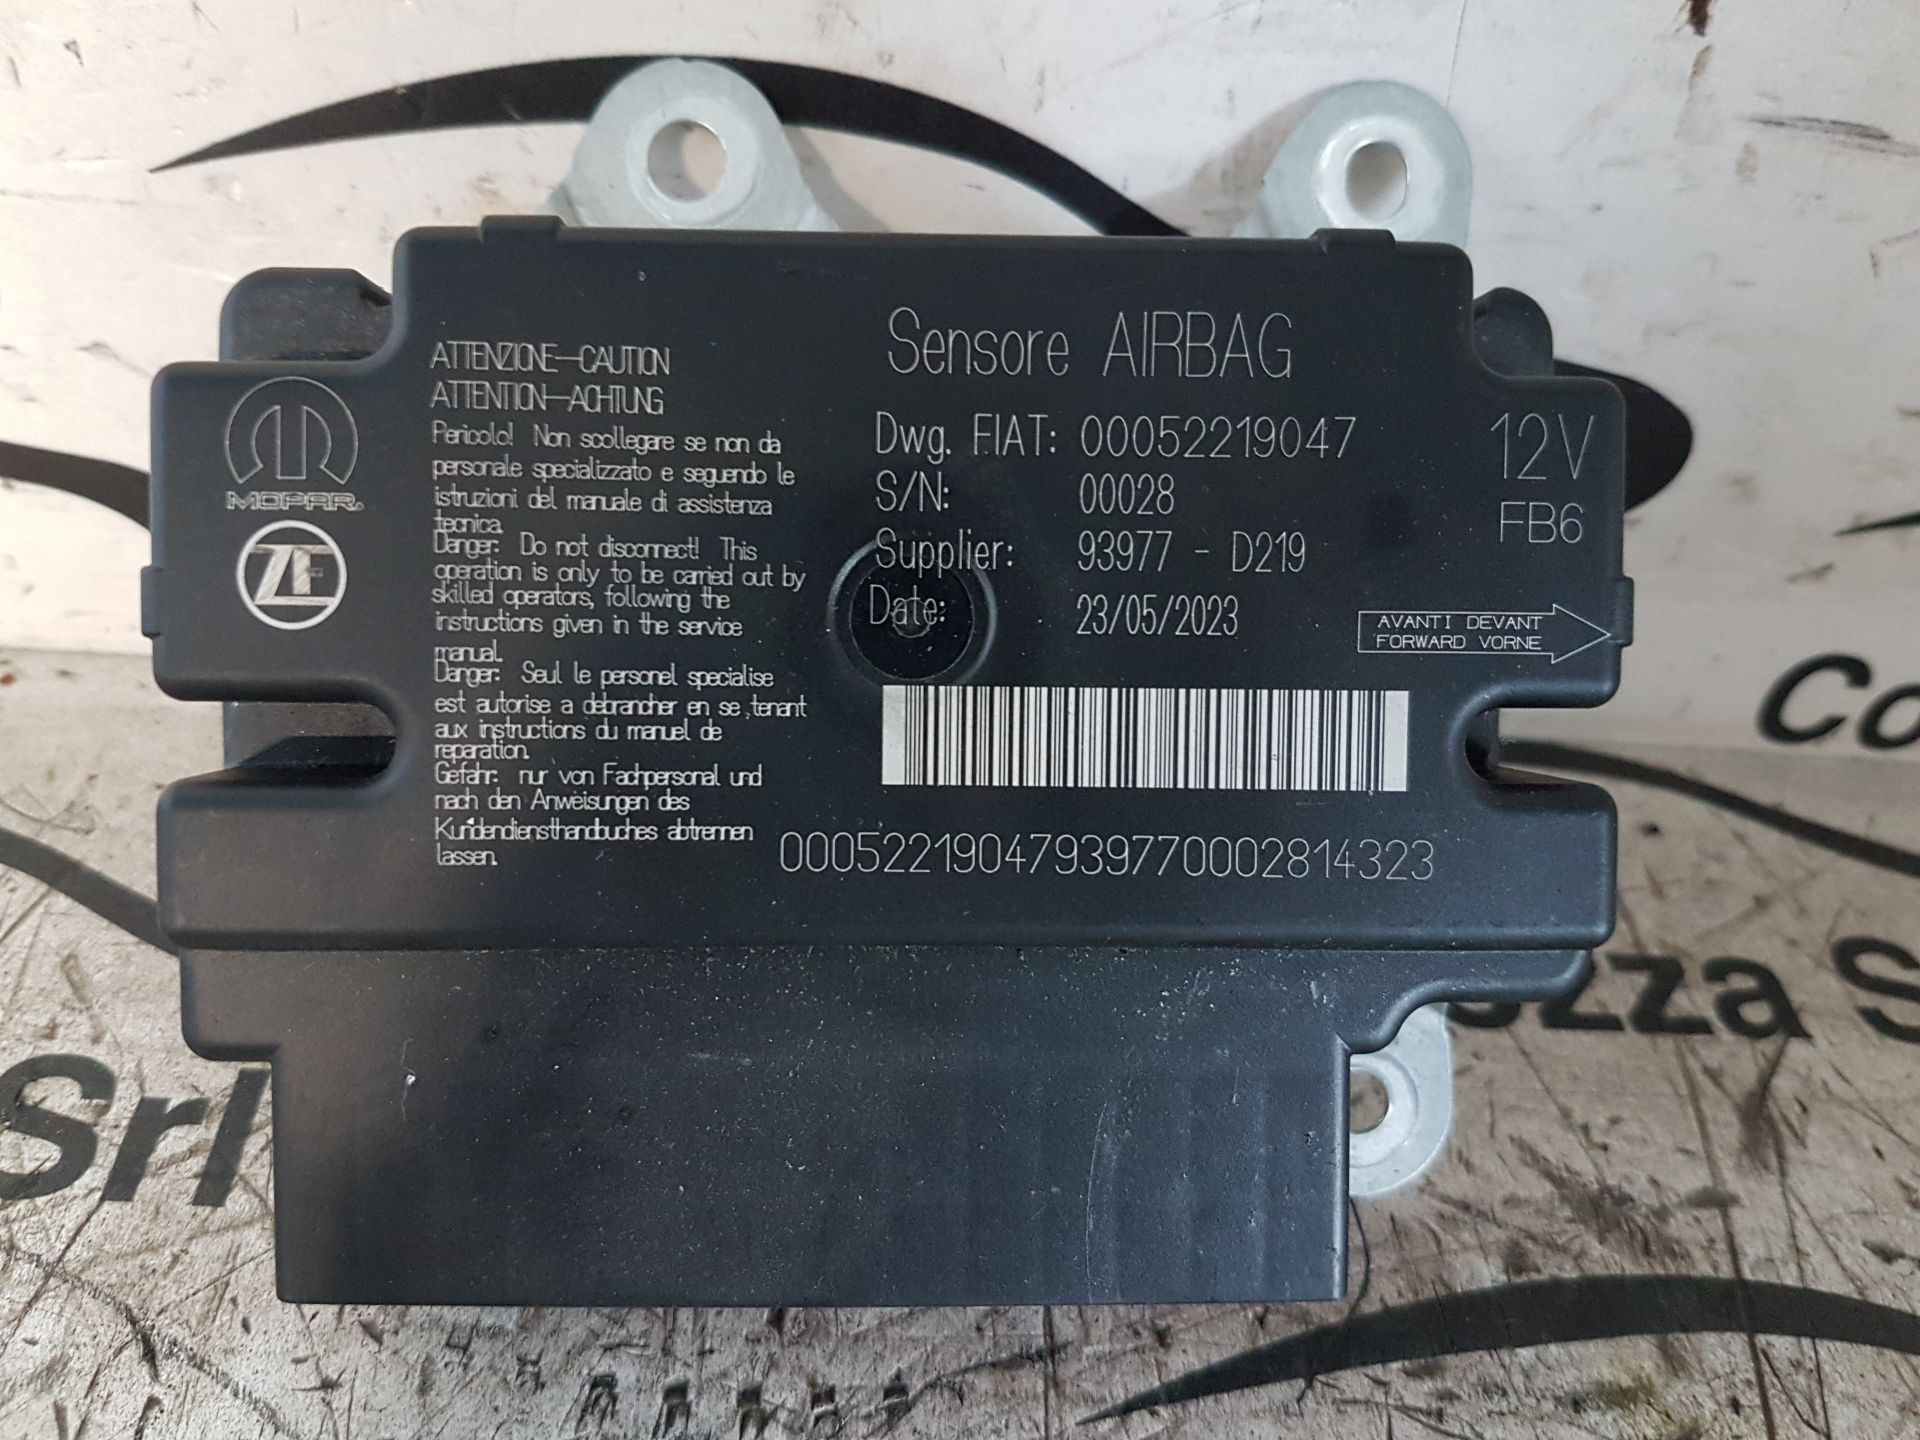 Sensore AIRBAG
ATTENZIONE-CAUTION
ATTENTION-ACHTUNG
Pericolo! Non scollegare se non da
personale specializzato e seguendo le
istruzioni del manuale di assistenza
tecnica.
Danger: Do not disconnect! This
operation is only to be carried out by
skilled operators, following the
instructions given in the service
manual.
Danger: Seul le personel specialise
est autorise a debrancher en se tenant
aux instructions du manuel de
reparation.
Gefahr: nur von Fachpersonal und
nach den Anweisungen des
Kundendiensthandbuches abtrennen
lassen.
MOPAR®
ZF
Dwg. FIAT: 00052219047
S/N: 00028
Supplier: 93977 - D219
Date: 23/05/2023
12V
FB6
AVANTI DEVANT
FORWARD VORNE
00052219047939770002814323
Srl
Co
zza S